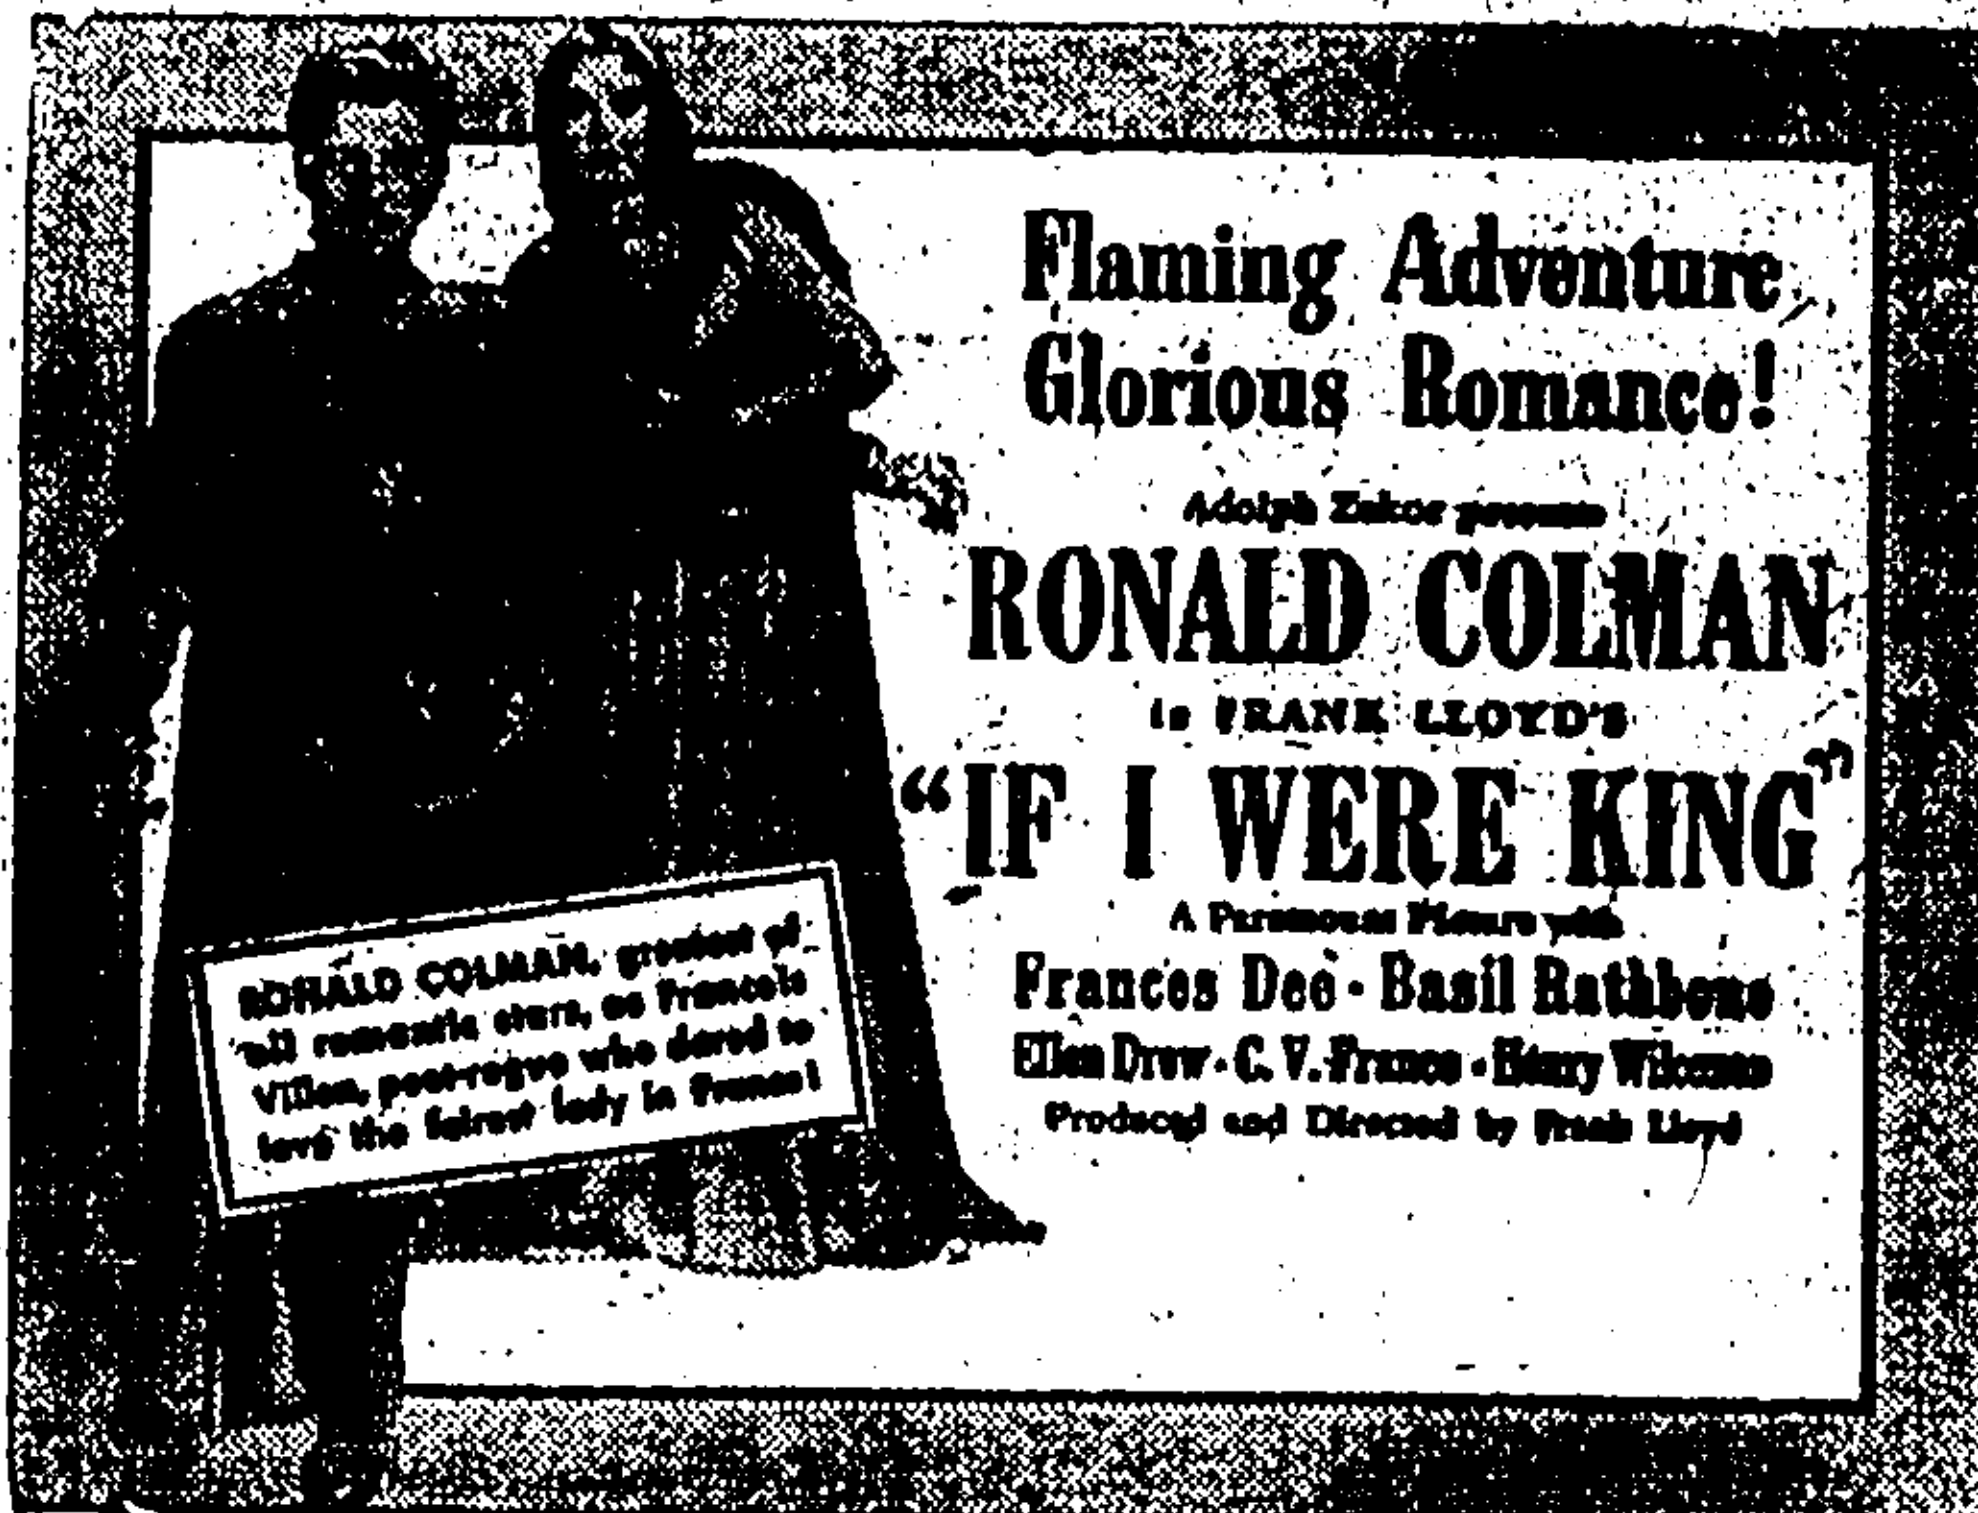 Flaming Adventure
Glorious Romance!
Adolph Zukor presents
RONALD COLMAN
in FRANK LLOYD'S
"IF I WERE KING"
A Paramount Picture with
Frances Dee - Basil Rathbone
Ellen Drew - C. V. France - Henry Wilcoxon
Produced and Directed by Frank Lloyd
RONALD COLMAN, greatest of
all romantic stars, as Francois
Villon, poet-rogue who dared to
love the fairest lady in France!